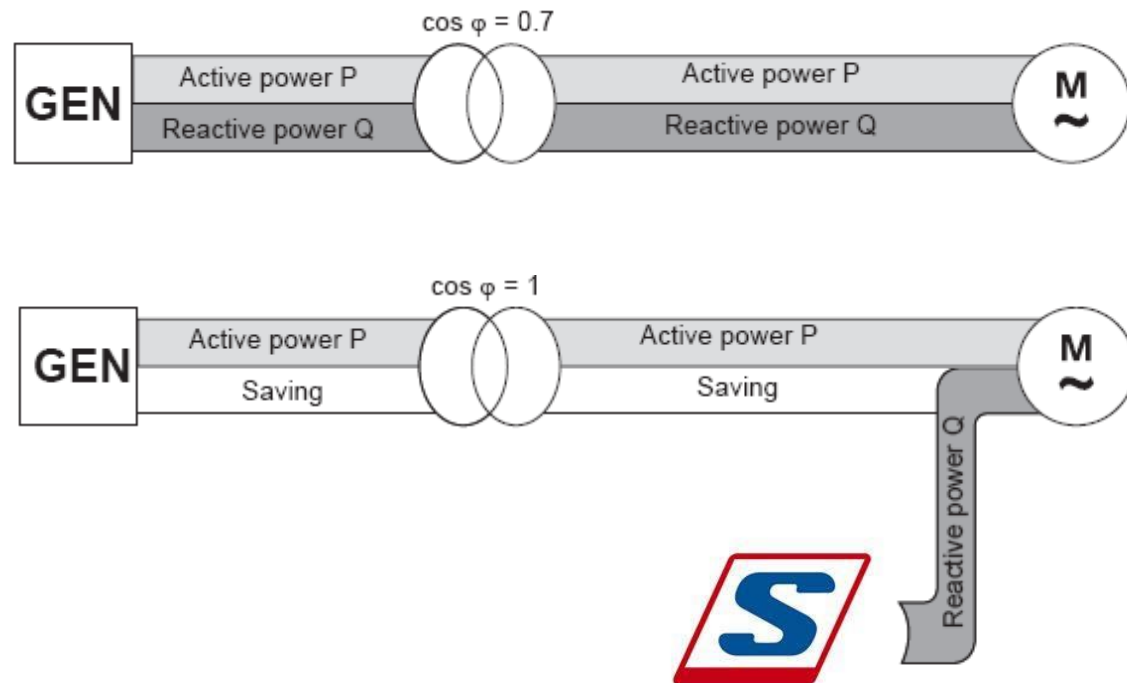 cos φ = 0.7
GEN
Active power P
Active power P
Reactive power Q
Reactive power Q
M
~
cos φ = 1
GEN
Active power P
Active power P
Saving
Saving
M
~
Reactive power Q
S